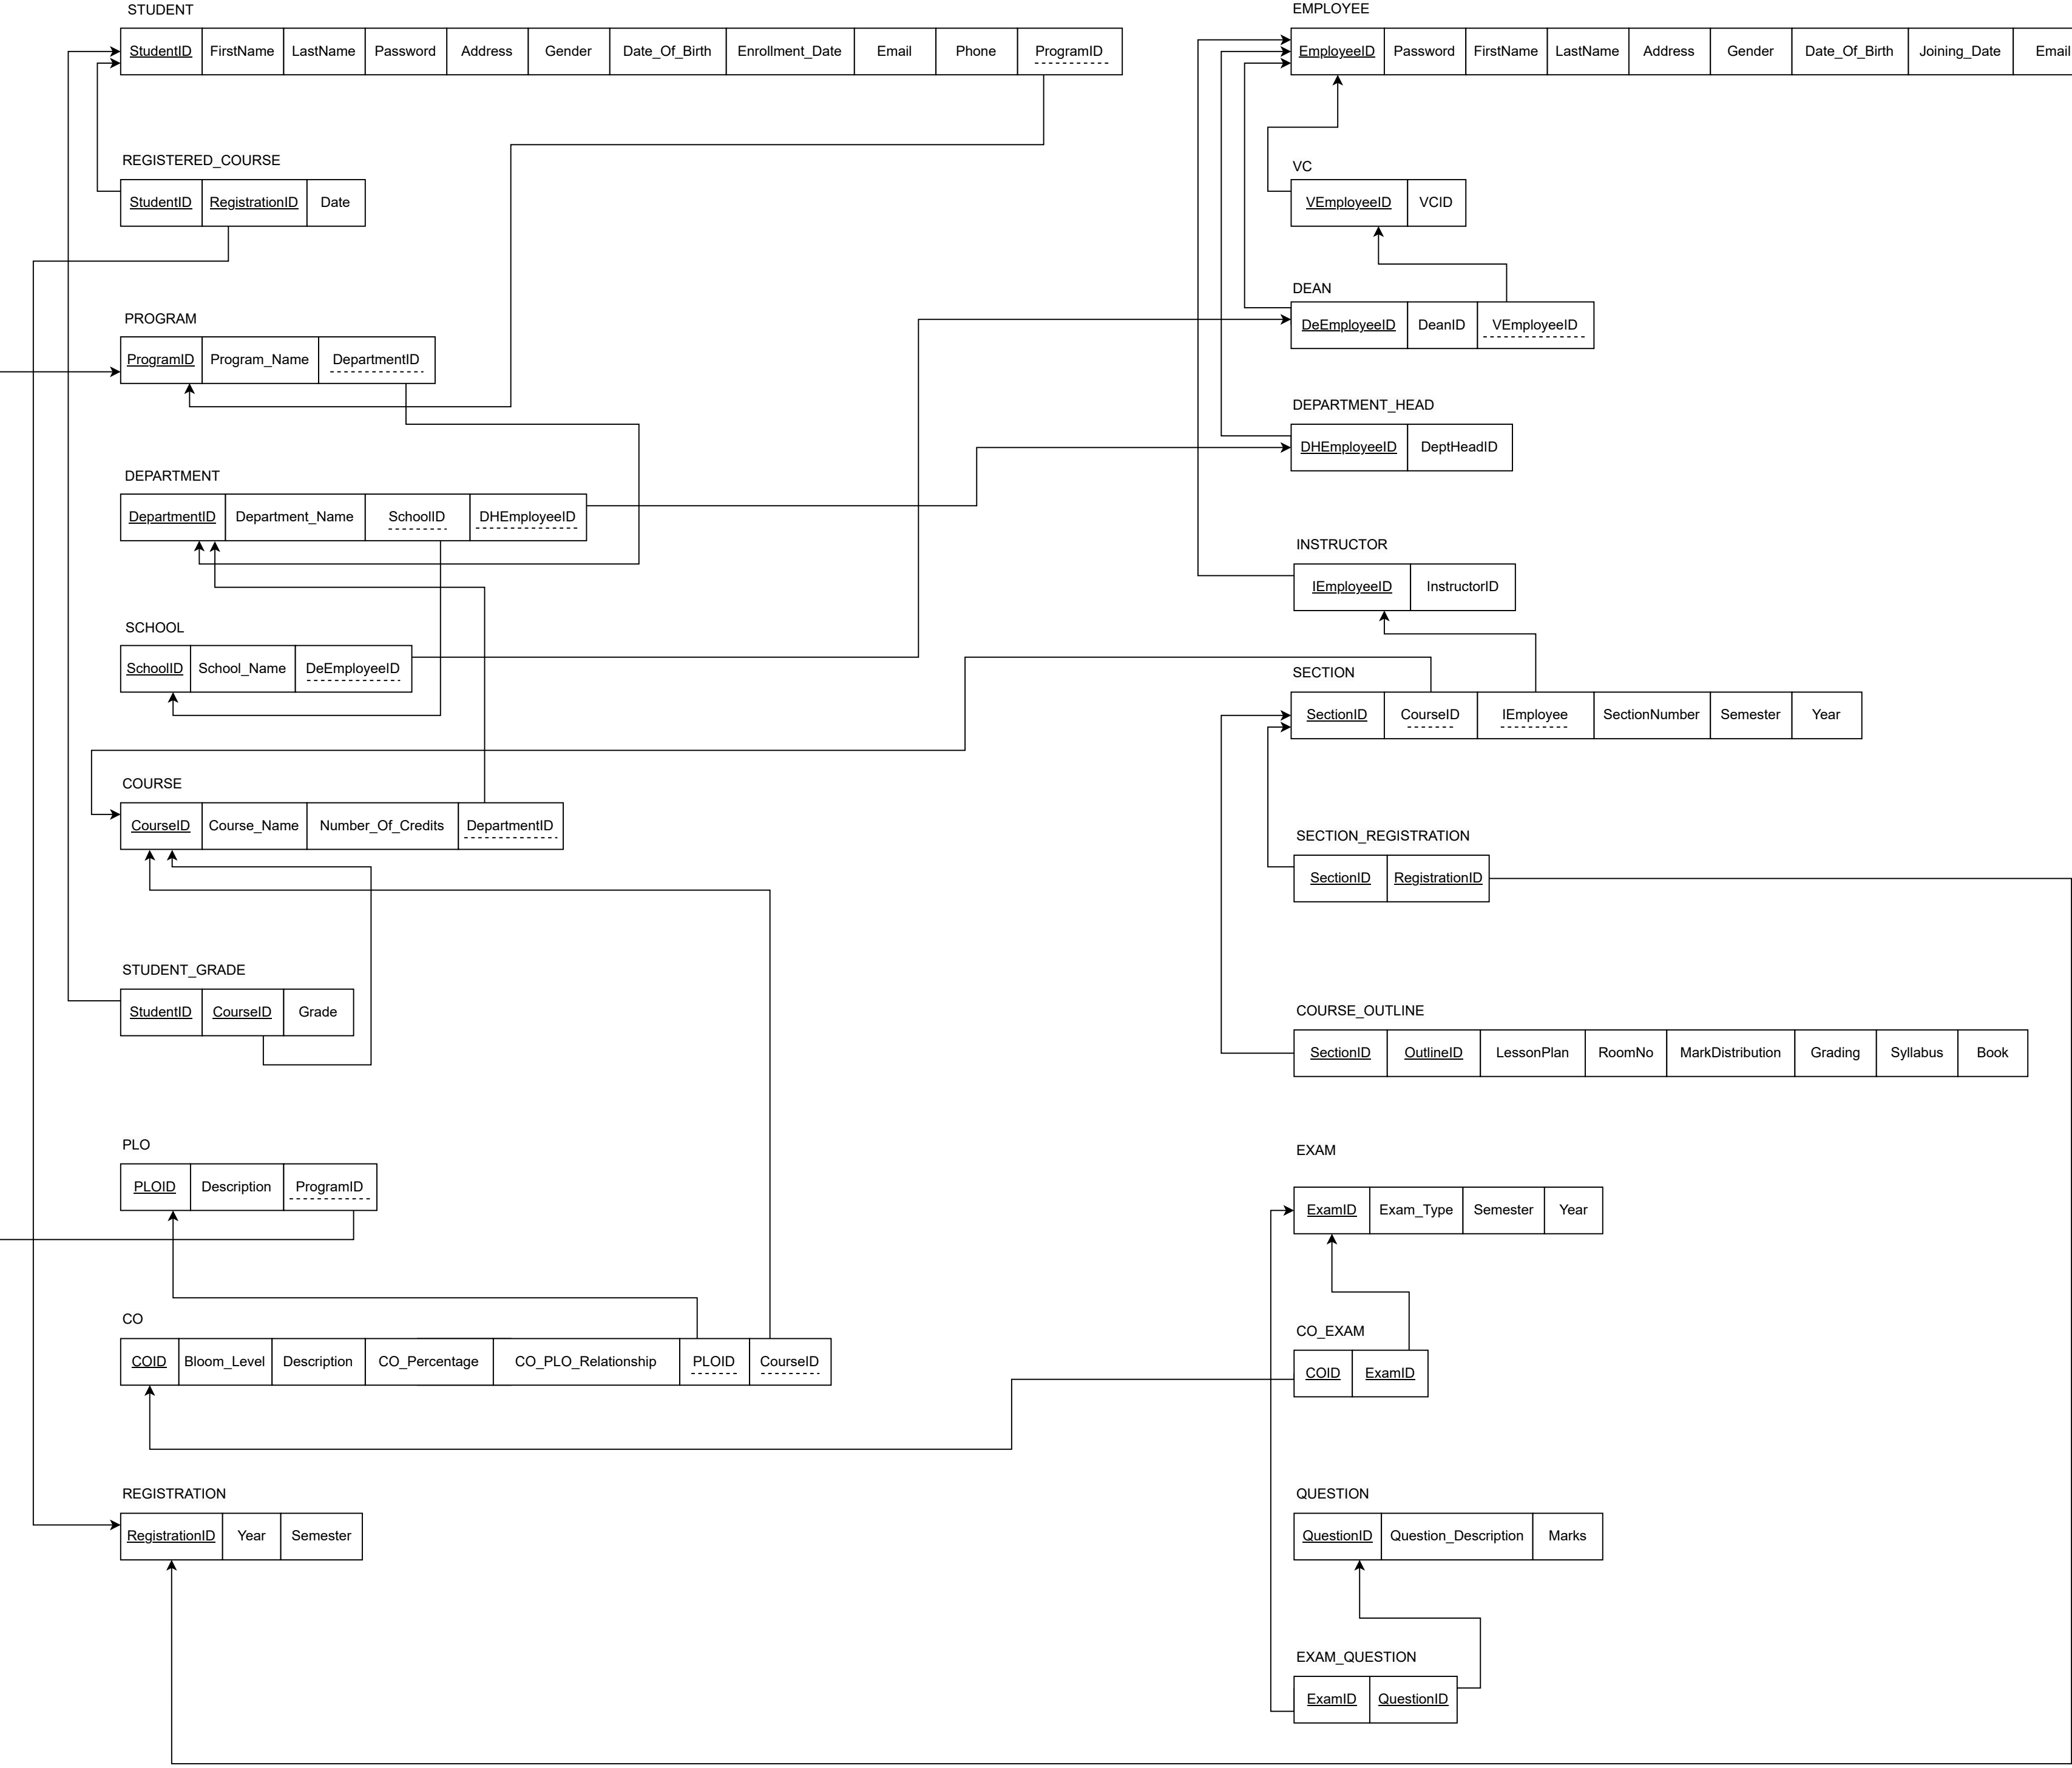 STUDENT
StudentID FirstName LastName Password Address Gender Date_Of_Birth Enrollment_Date Email Phone ProgramID
REGISTERED_COURSE
StudentID RegistrationID Date
PROGRAM
ProgramID Program_Name DepartmentID
DEPARTMENT
DepartmentID Department_Name SchoolID DHEmployeeID
SCHOOL
SchoolID School_Name DeEmployeeID
COURSE
CourseID Course_Name Number_Of_Credits DepartmentID
STUDENT_GRADE
StudentID CourseID Grade
PLO
PLOID Description ProgramID
CO
COID Bloom_Level Description CO_Percentage CO_PLO_Relationship PLOID CourseID
REGISTRATION
RegistrationID Year Semester
EMPLOYEE
EmployeeID Password FirstName LastName Address Gender Date_Of_Birth Joining_Date Email
VC
VEmployeeID VCID
DEAN
DeEmployeeID DeanID VEmployeeID
DEPARTMENT_HEAD
DHEmployeeID DeptHeadID
INSTRUCTOR
IEmployeeID InstructorID
SECTION
SectionID CourseID IEmployee SectionNumber Semester Year
SECTION_REGISTRATION
SectionID RegistrationID
COURSE_OUTLINE
SectionID OutlineID LessonPlan RoomNo MarkDistribution Grading Syllabus Book
EXAM
ExamID Exam_Type Semester Year
CO_EXAM
COID ExamID
QUESTION
QuestionID Question_Description Marks
EXAM_QUESTION
ExamID QuestionID